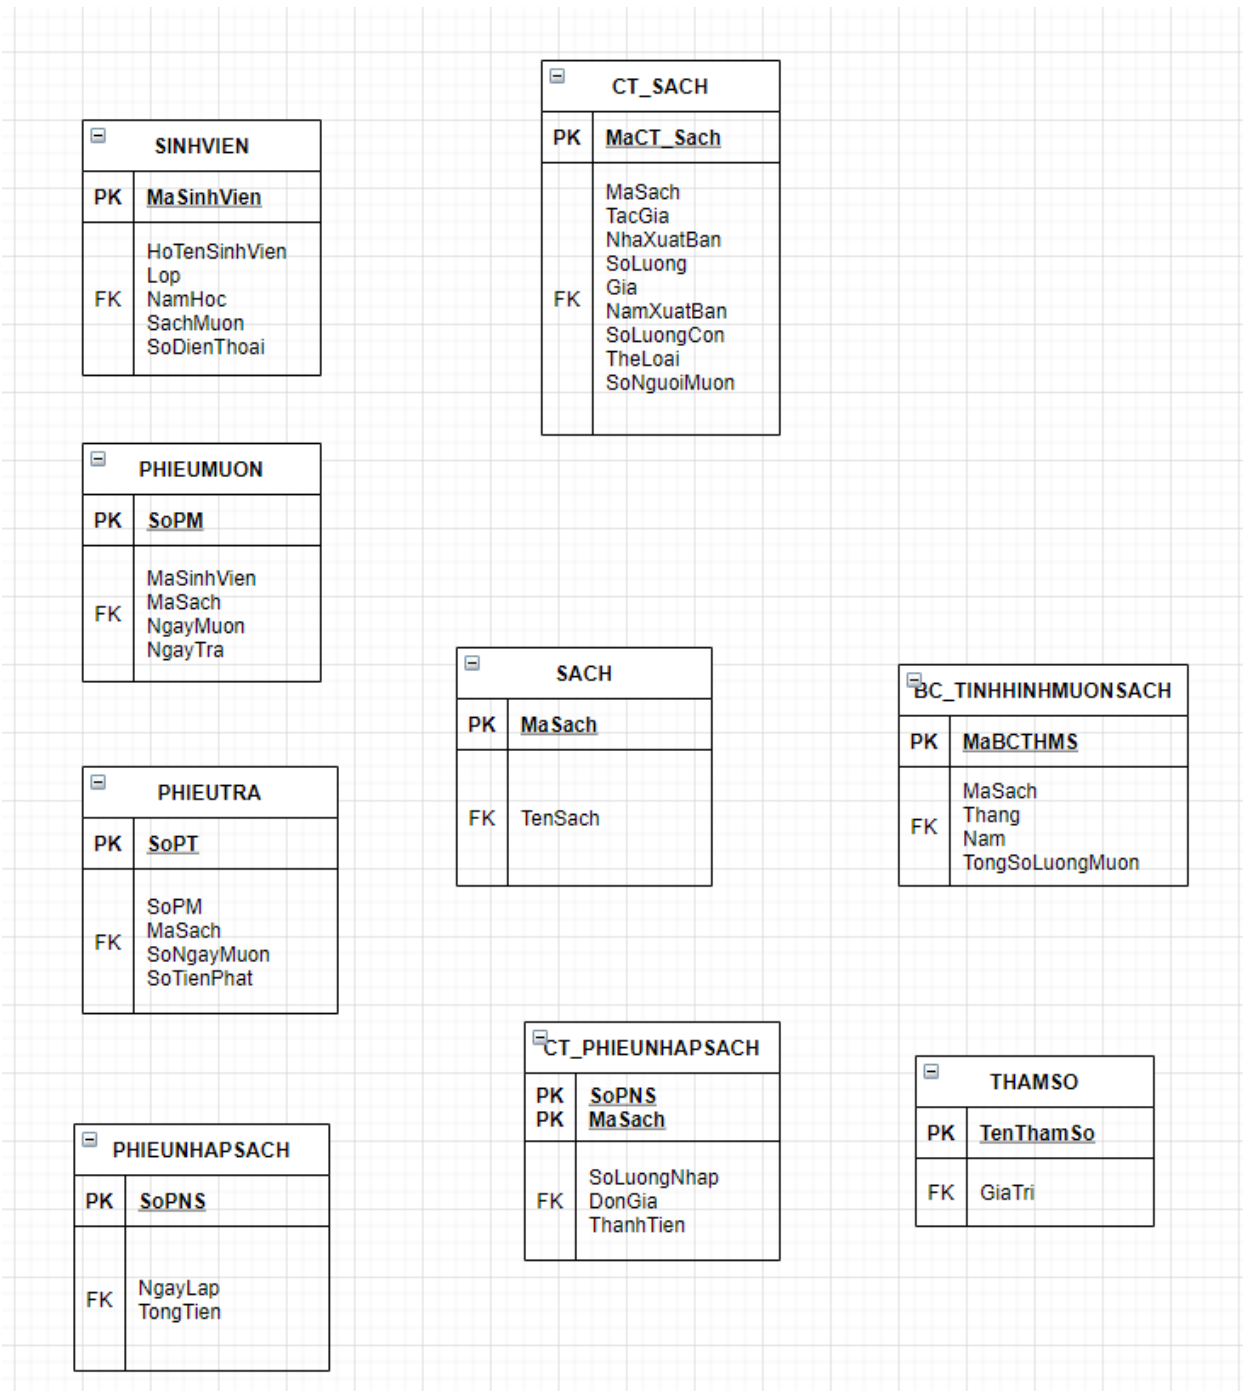 CT_SACH
PK MaCT_Sach
MaSach
TacGia
NhaXuatBan
SoLuong
Gia
FK
NamXuatBan
SoLuongCon
TheLoai
SoNguoiMuon
SINHVIEN
PK MaSinhVien
HoTenSinhVien
Lop
FK NamHoc
SachMuon
SoDienThoai
PHIEUMUON
PK SoPM
MaSinhVien
MaSach
FK
NgayMuon
NgayTra
SACH
PK MaSach
FK TenSach
BC_TINHHINHMUONSACH
PK MaBCTHMS
MaSach
Thang
FK
Nam
TongSoLuongMuon
PHIEUTRA
PK SoPT
SoPM
MaSach
FK
SoNgayMuon
SoTienPhat
CT_PHIEUNHAPSACH
PK SoPNS
PK MaSach
SoLuongNhap
FK DonGia
ThanhTien
THAMSO
PK TenThamSo
FK GiaTri
PHIEUNHAPSACH
PK SoPNS
NgayLap
FK
TongTien